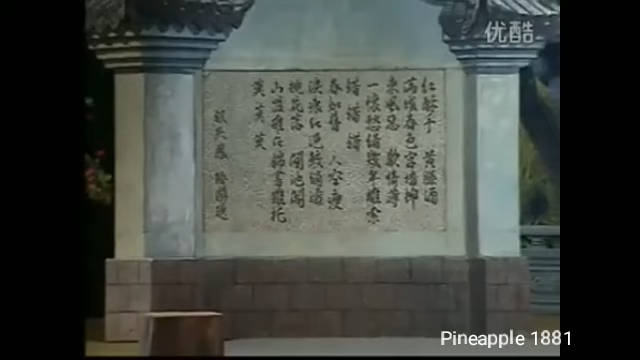 优酷
紅酥手 黃縢酒
滿城春色宮牆柳
東風惡 歡情薄
一懷愁緒幾年離索
錯 錯 錯
春如舊 人空瘦
淚痕紅浥鮫綃透
桃花落 閒池閣
山盟雖在錦書難托
莫 莫 莫
釵頭鳳 陸游題
Pineapple 1881